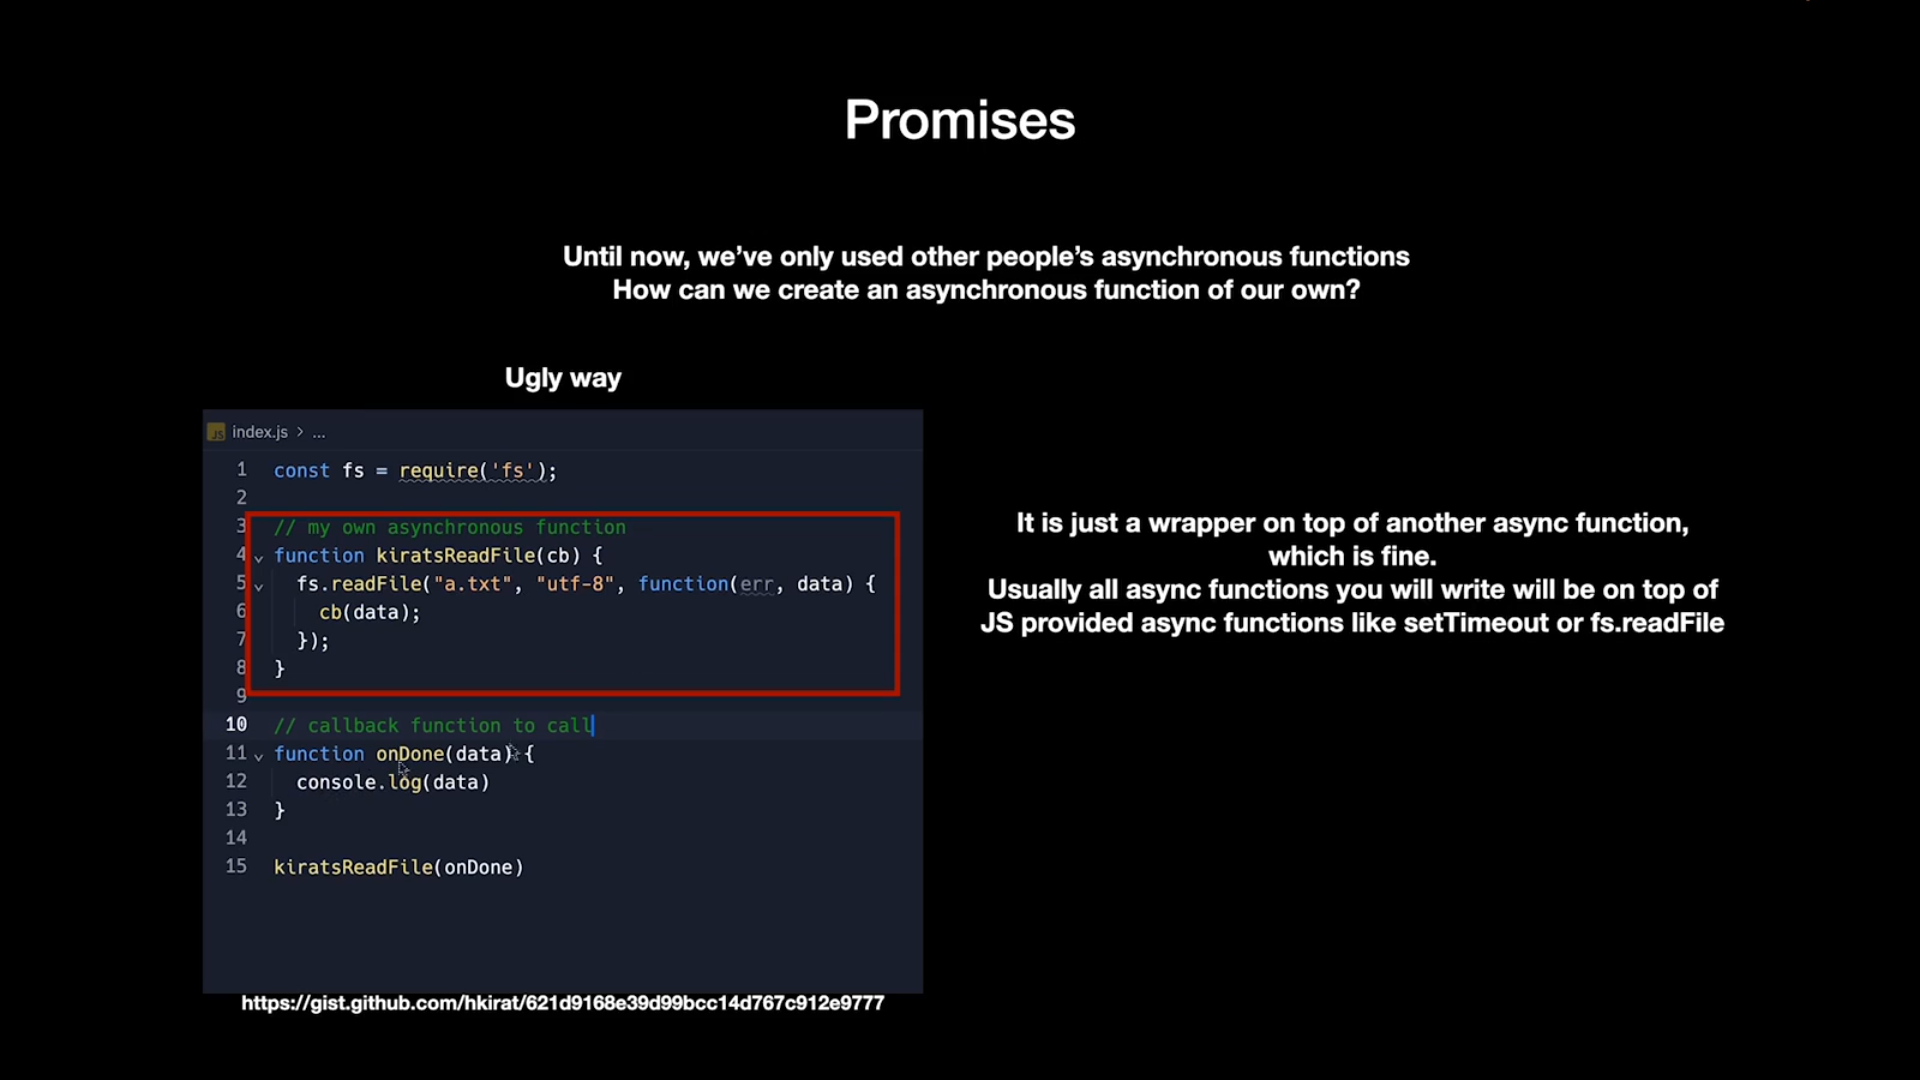 Promises
Until now, we’ve only used other people’s asynchronous functions
How can we create an asynchronous function of our own?
Ugly way
JS index.js > ...
1 const fs = require('fs');
2
3 // my own asynchronous function
4 function kiratsReadFile(cb) {
5 fs.readFile("a.txt", "utf-8", function(err, data) {
6 cb(data);
7 });
8 }
9
10 // callback function to call
11 function onDone(data) {
12 console.log(data)
13 }
14
15 kiratsReadFile(onDone)
https://gist.github.com/hkirat/621d9168e39d99bcc14d767c912e9777
It is just a wrapper on top of another async function,
which is fine.
Usually all async functions you will write will be on top of
JS provided async functions like setTimeout or fs.readFile